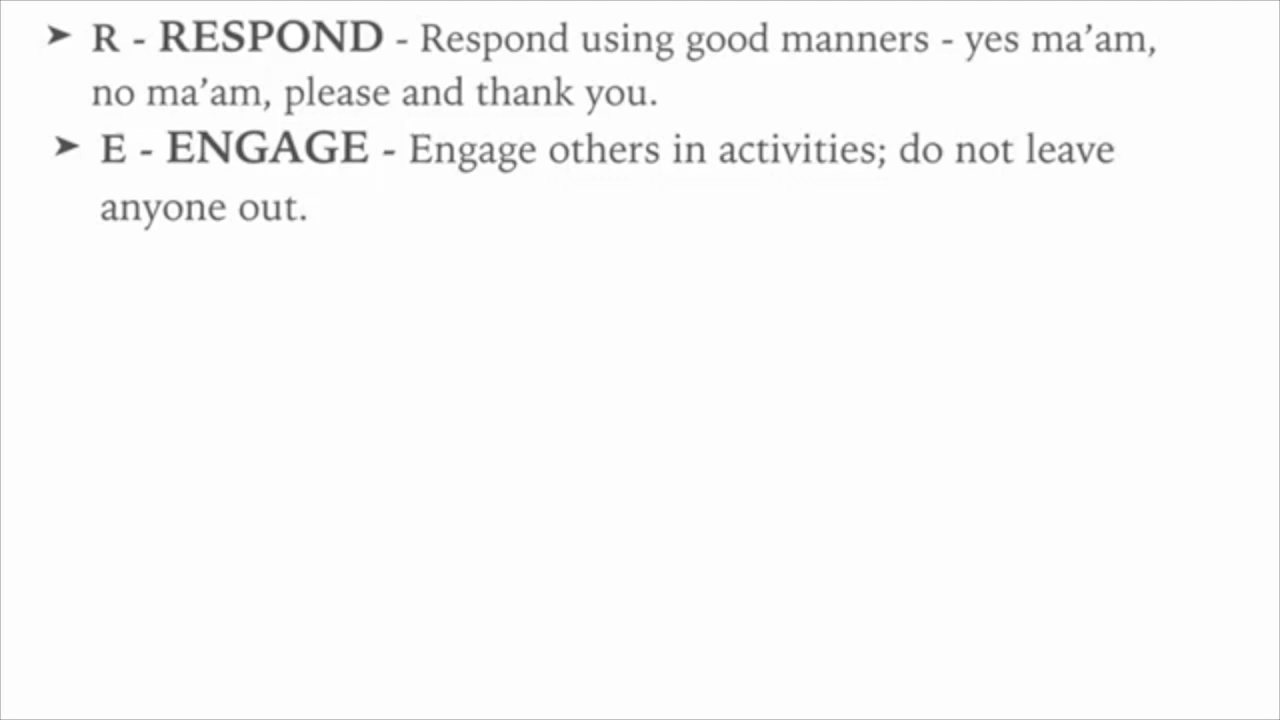 ➤ R - RESPOND - Respond using good manners - yes ma’am,
no ma’am, please and thank you.
➤ E - ENGAGE - Engage others in activities; do not leave
anyone out.